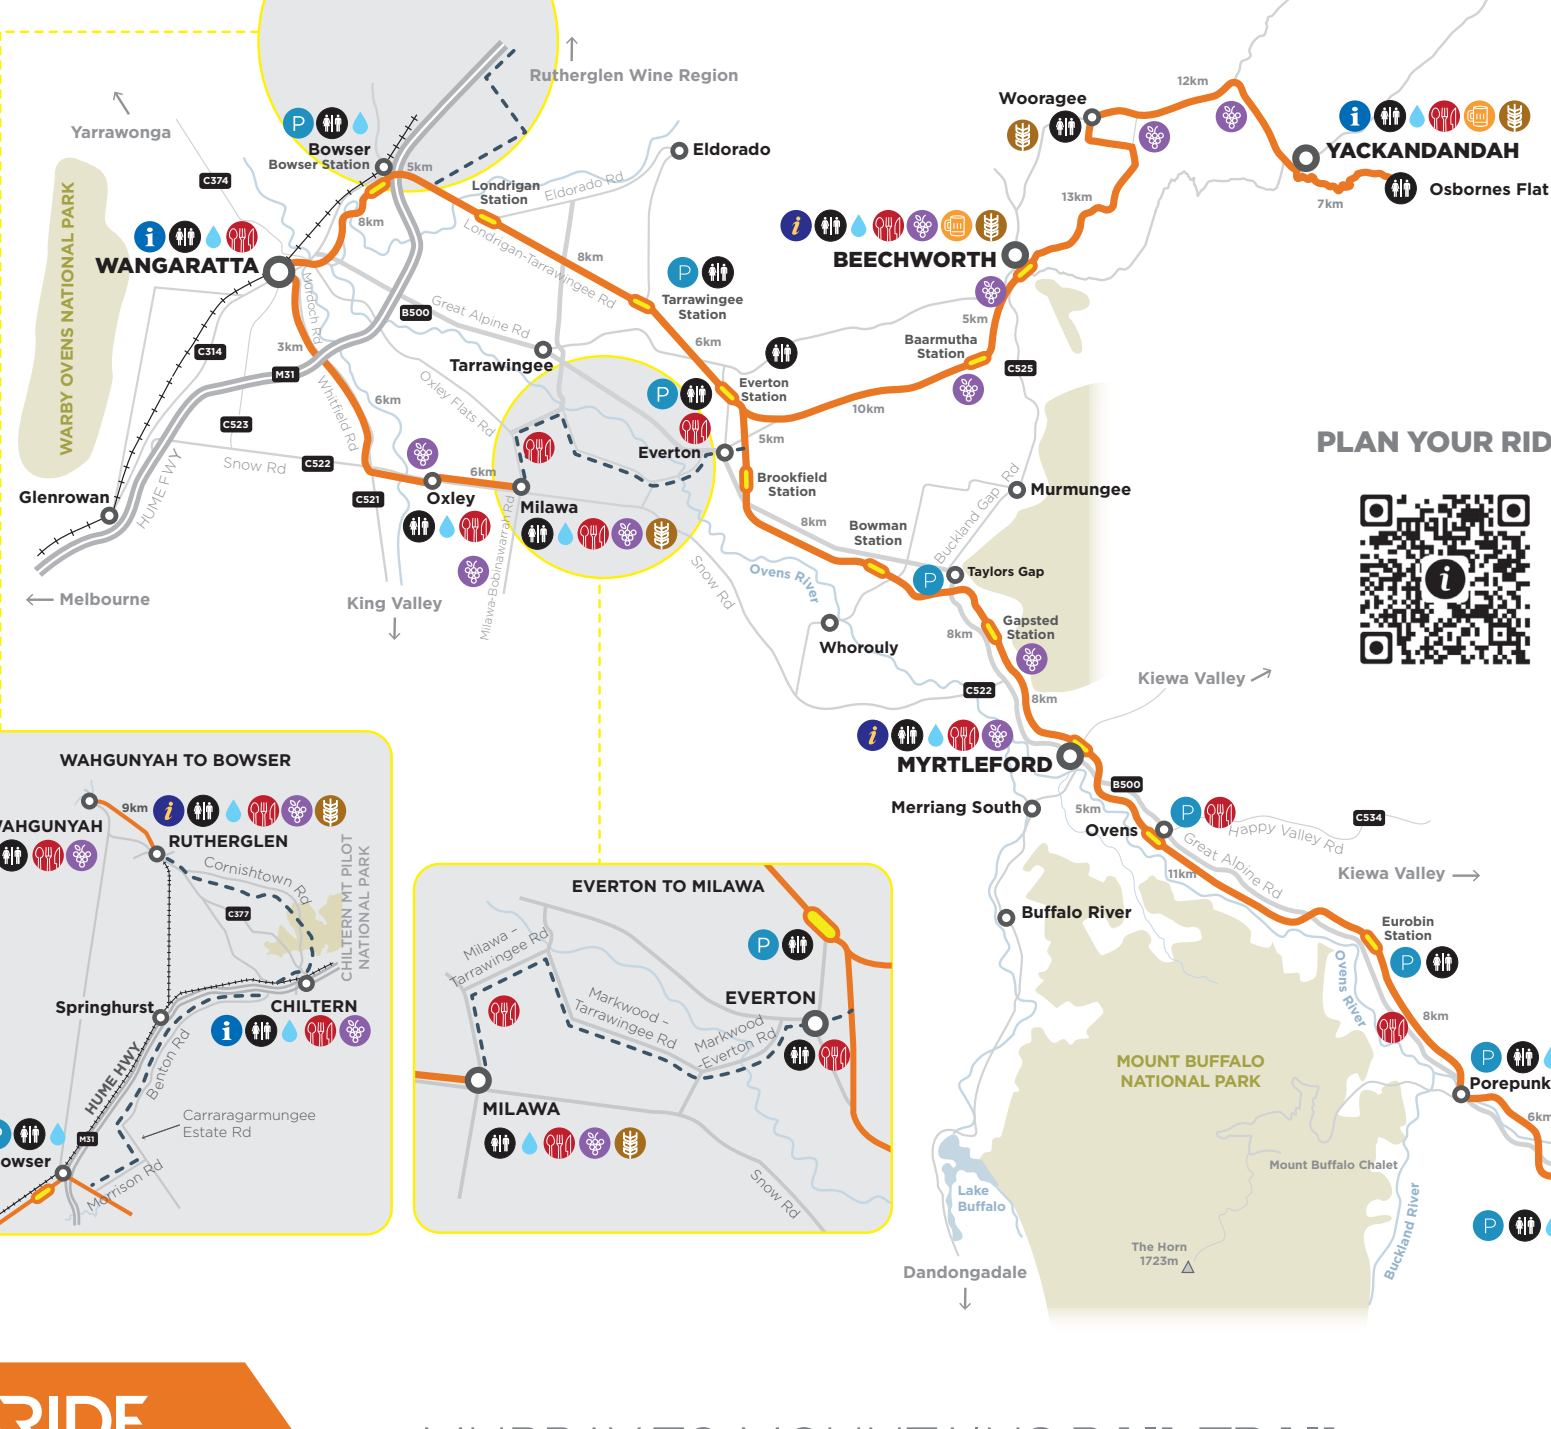 Rutherglen Wine Region
Yarrawonga
Bowser
Bowser Station
5km
C374
8km
WANGARATTA
WARBY OVENS NATIONAL PARK
Londrigan
Station
Eldorado Rd
Eldorado
Londrigan-Tarrawingee Rd
8km
Tarrawingee
Station
6km
Murdoch Rd
3km
B500
Great Alpine Rd
Tarrawingee
C314
M31
Whitfield Rd
6km
Oxley Flats Rd
C523
Snow Rd
C522
C521
HUME FWY
Glenrowan
Melbourne
King Valley
Oxley
6km
Milawa
Milawa-Bobinawarrah Rd
Everton
Everton
Station
5km
Brookfield
Station
8km
Bowman
Station
Snow Rd
Ovens River
Whorouly
Wooragee
12km
13km
YACKANDANDAH
7km
Osbornes Flat
BEECHWORTH
5km
Baarmutha
Station
10km
C525
Murmungee
Buckland Gap Rd
P
Taylors Gap
8km
Gapsted
Station
C522
8km
Kiewa Valley
PLAN YOUR RID
MYRTLEFORD
Merriang South
B500
5km
Ovens
Happy Valley Rd
C534
Great Alpine Rd
11km
Kiewa Valley
Buffalo River
Eurobin
Station
Ovens River
8km
MOUNT BUFFALO
NATIONAL PARK
Porepunk
6km
Mount Buffalo Chalet
Buckland River
The Horn
1723m
Lake
Buffalo
Dandongadale
WAHGUNYAH TO BOWSER
9km
AHGUNYAH
RUTHERGLEN
Cornishtown Rd
C377
CHILTERN MT PILOT
NATIONAL PARK
Springhurst
CHILTERN
HUME HWY
Benton Rd
Carraragarmungee
Estate Rd
M31
owser
Morrison Rd
EVERTON TO MILAWA
Milawa –
Tarrawingee Rd
Markwood –
Tarrawingee Rd
Markwood
-Everton Rd
EVERTON
MILAWA
Snow Rd
RIDE
MURRAY TO MOUNTAINS RAIL TRAIL